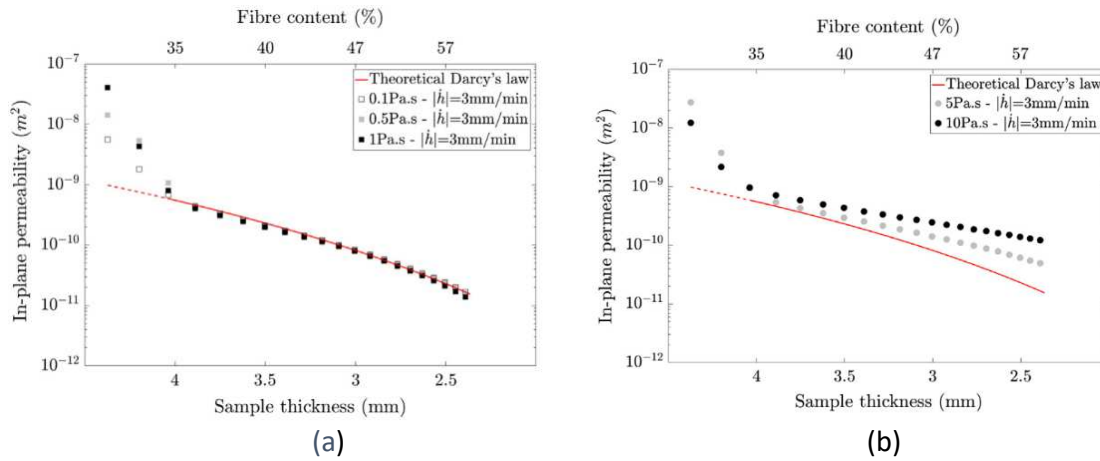 Fibre content (%)
35 40 47 57
10⁻⁷
10⁻⁸
10⁻⁹
10⁻¹⁰
10⁻¹¹
10⁻¹²
In-plane permeability (m²)
Theoretical Darcy's law
0.1Pa.s - |ḣ|=3mm/min
0.5Pa.s - |ḣ|=3mm/min
1Pa.s - |ḣ|=3mm/min
4 3.5 3 2.5
Sample thickness (mm)
(a)
Fibre content (%)
35 40 47 57
10⁻⁷
10⁻⁸
10⁻⁹
10⁻¹⁰
10⁻¹¹
10⁻¹²
In-plane permeability (m²)
Theoretical Darcy's law
5Pa.s - |ḣ|=3mm/min
10Pa.s - |ḣ|=3mm/min
4 3.5 3 2.5
Sample thickness (mm)
(b)